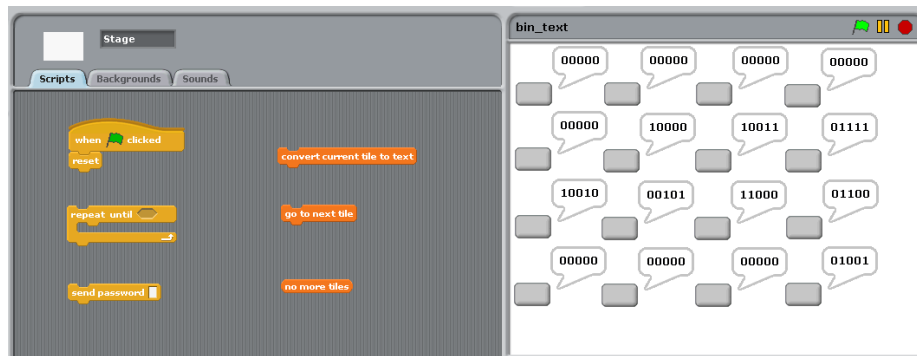 Stage
Scripts Backgrounds Sounds
when clicked
reset
repeat until
send password
convert current tile to text
go to next tile
no more tiles
bin_text
00000 00000 00000 00000
00000 10000 10011 01111
10010 00101 11000 01100
00000 00000 00000 01001